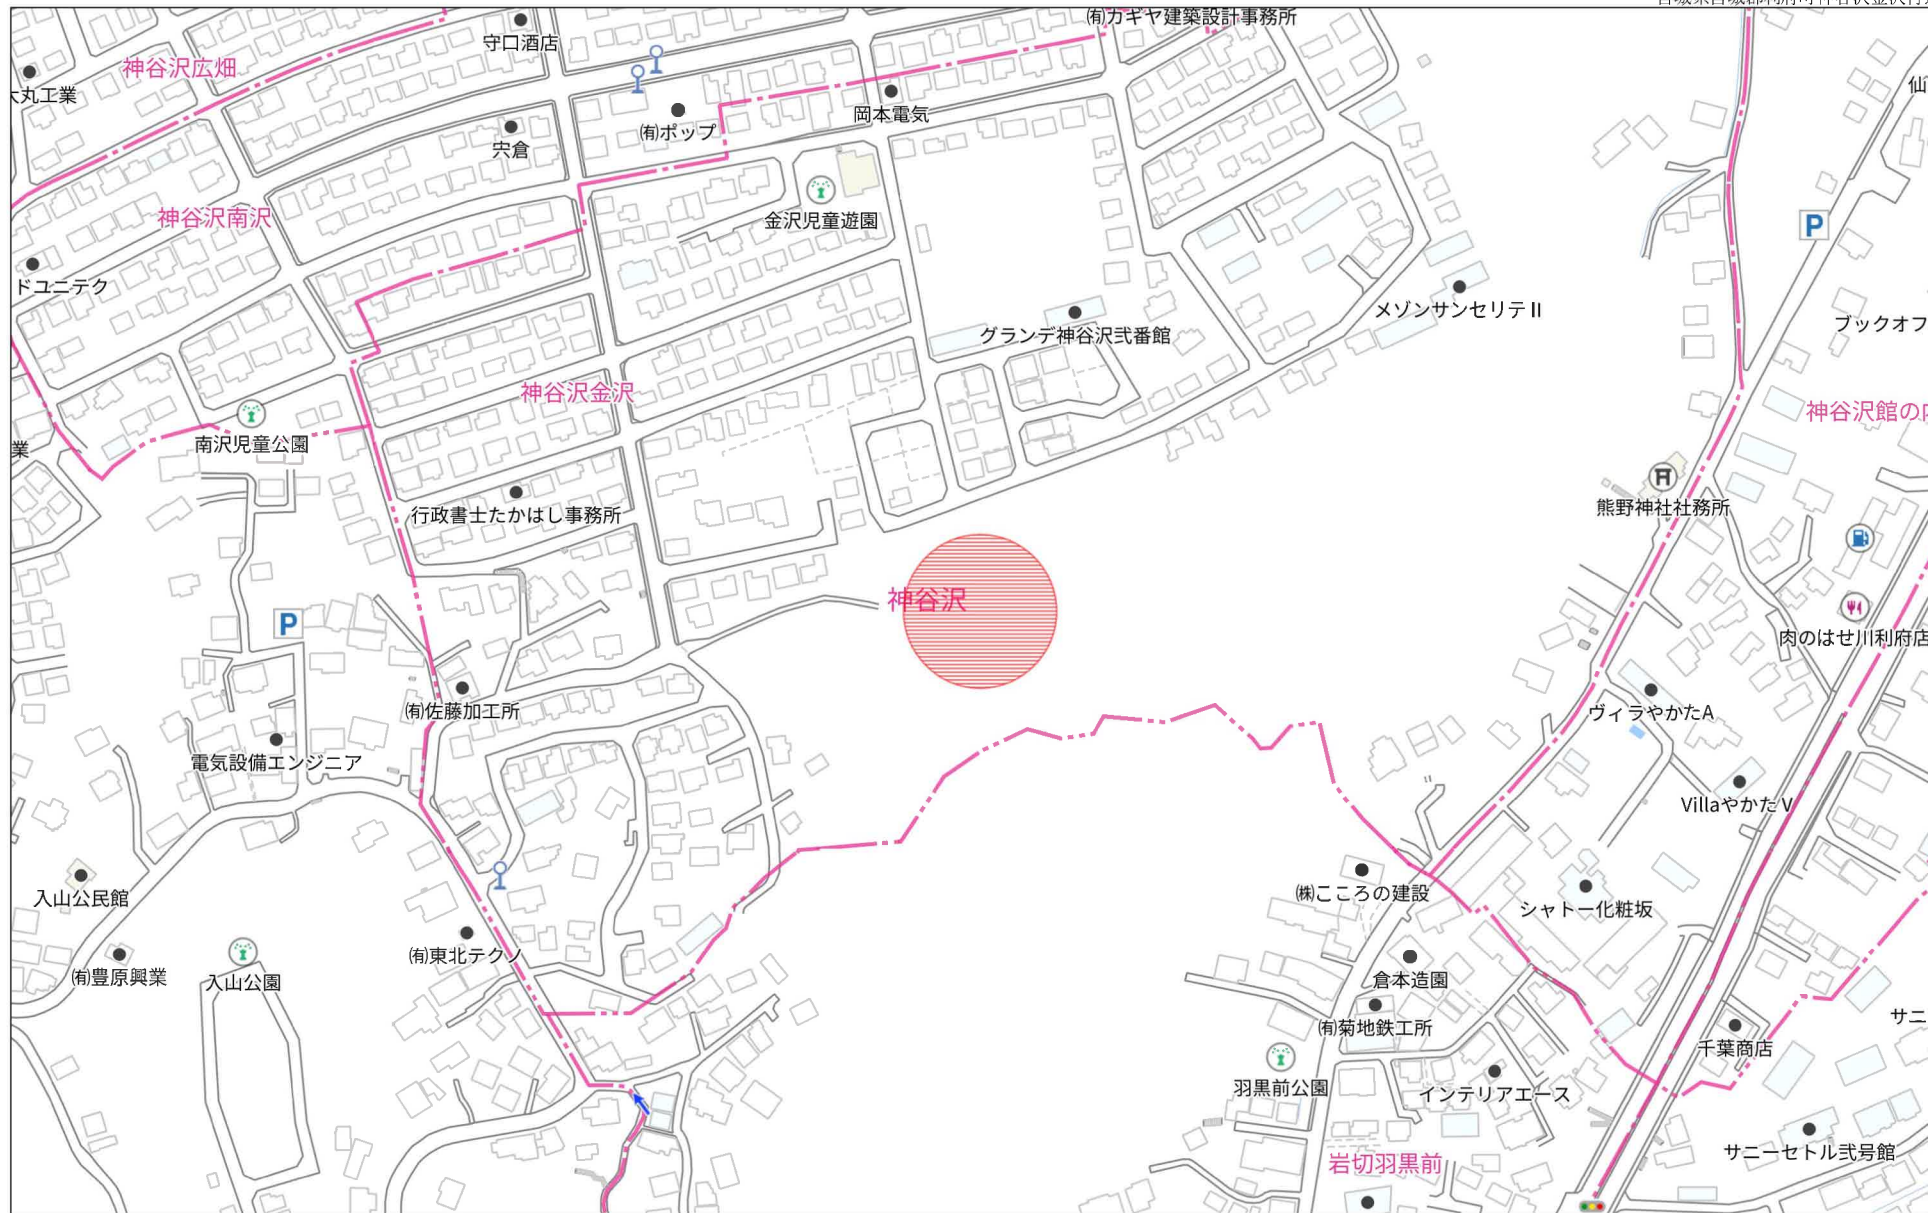 ㈲カギヤ建築設計事務所
守口酒店
神谷沢広畑
岡本電気
㈲ポップ
宍倉
神谷沢南沢
金沢児童遊園
P
ドユニテク
メゾンサンセリテⅡ
グランデ神谷沢弐番館
ブックオフ
神谷沢金沢
南沢児童公園
業
行政書士たかはし事務所
熊野神社社務所
神谷沢
P
肉のはせ川利府店
㈲佐藤加工所
ヴィラやかたA
電気設備エンジニア
VillaやかたⅤ
入山公民館
㈱こころの建設
シャトー化粧坂
㈲東北テクノ
㈲豊原興業
入山公園
倉本造園
㈲菊地鉄工所
サニ
千葉商店
羽黒前公園
インテリアエース
サニーセトル弐号館
岩切羽黒前